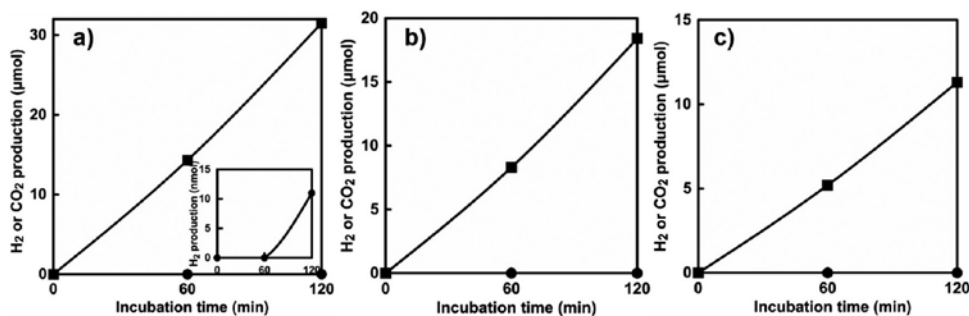 a)
H₂ or CO₂ production (μmol)
30
20
10
0
0
60
120
Incubation time (min)
H₂ production (nmol)
15
10
5
0
0
60
120
b)
H₂ or CO₂ production (μmol)
20
15
10
5
0
0
60
120
Incubation time (min)
c)
H₂ or CO₂ production (μmol)
15
10
5
0
0
60
120
Incubation time (min)